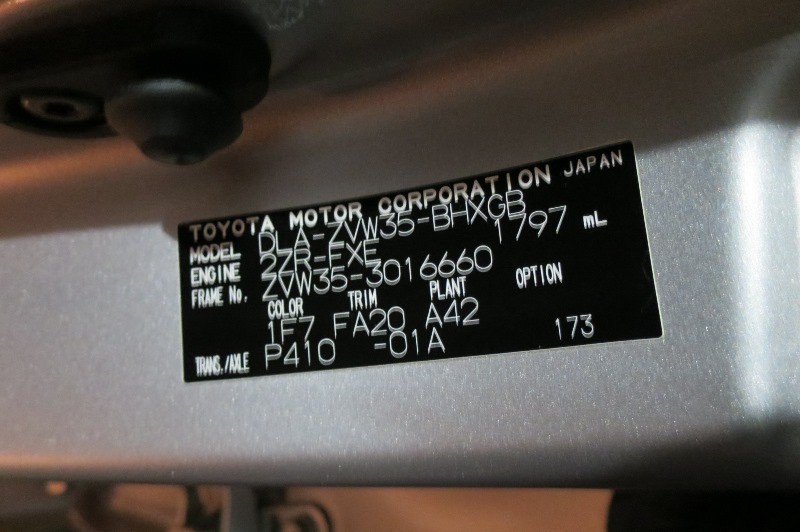 TOYOTA MOTOR CORPORATION JAPAN
MODEL DLA-ZVW35-BHXGB
ENGINE 2ZR-FXE 1797 mL
FRAME No. ZVW35-3016660
COLOR TRIM PLANT OPTION
1F7 FA20 A42
TRANS./AXLE P410 -01A 173